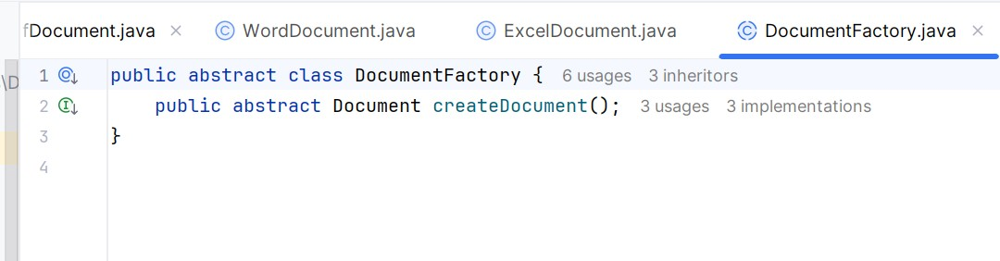 fDocument.java WordDocument.java ExcelDocument.java DocumentFactory.java
1 public abstract class DocumentFactory { 6 usages 3 inheritors
\D
2 public abstract Document createDocument(); 3 usages 3 implementations
3 }
4